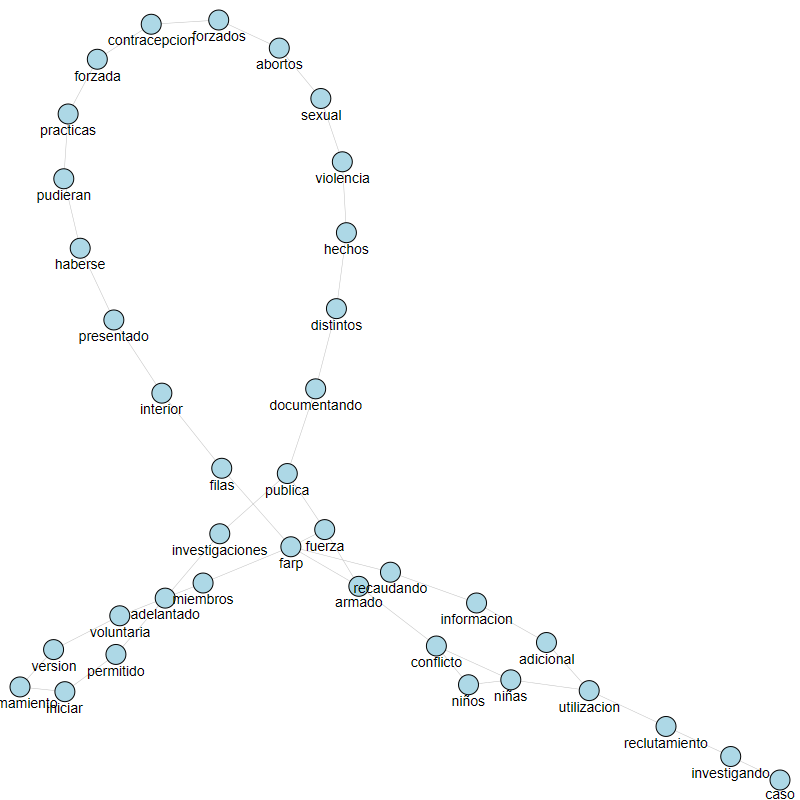 contracepcion
forzados
abortos
forzada
sexual
practicas
violencia
pudieran
hechos
haberse
distintos
presentado
documentando
interior
filas
publica
investigaciones
fuerza
farp
recaudando
miembros
armado
adelantado
informacion
voluntaria
adicional
conflicto
version
permitido
niños
niñas
mamiento
iniciar
utilizacion
reclutamiento
investigando
caso